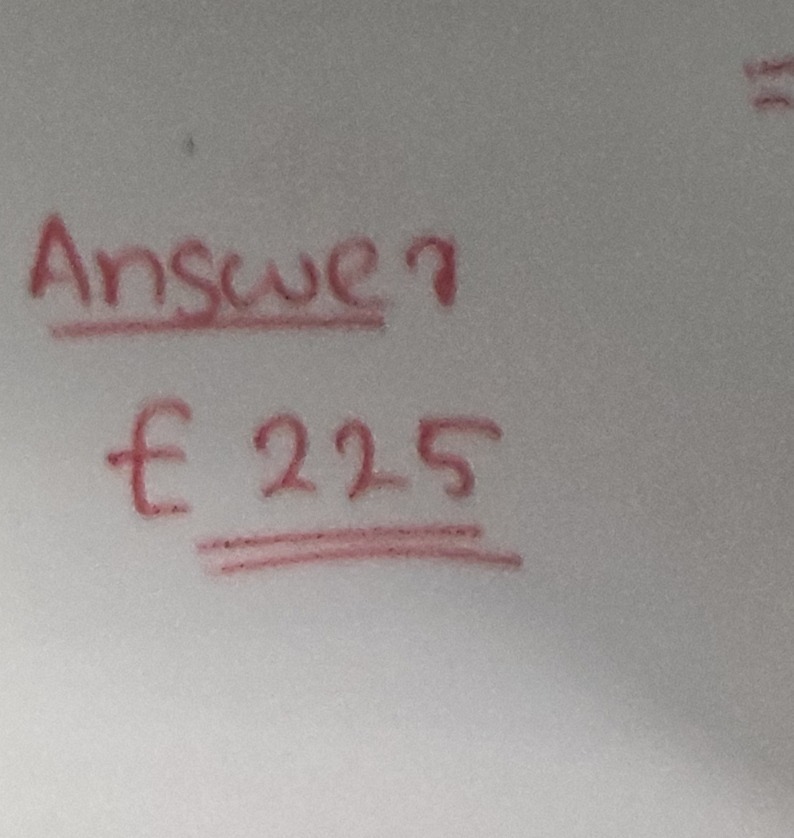 =
Answer
£ 225